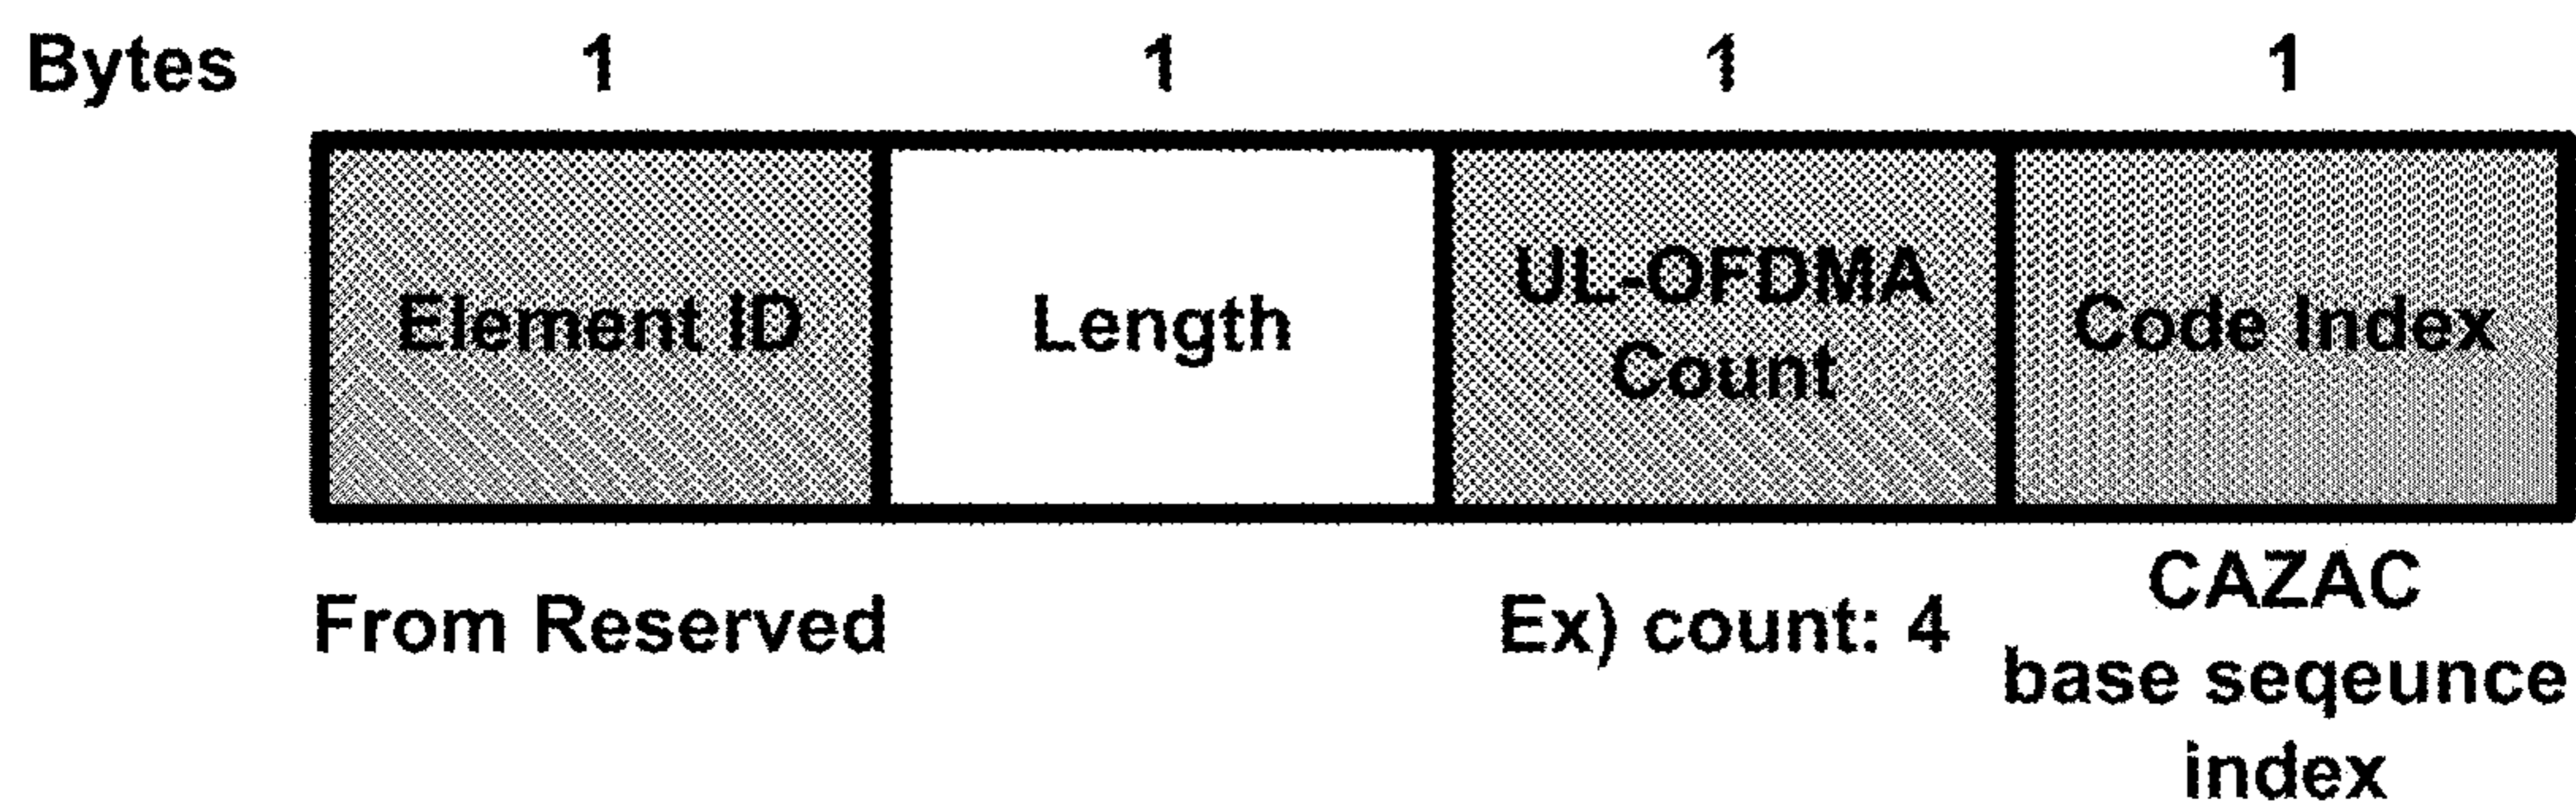 Bytes 1 1 1 1
Element ID
Length
UL-OFDMA
Count
Code Index
From Reserved
Ex) count: 4
CAZAC
base seqeunce
index